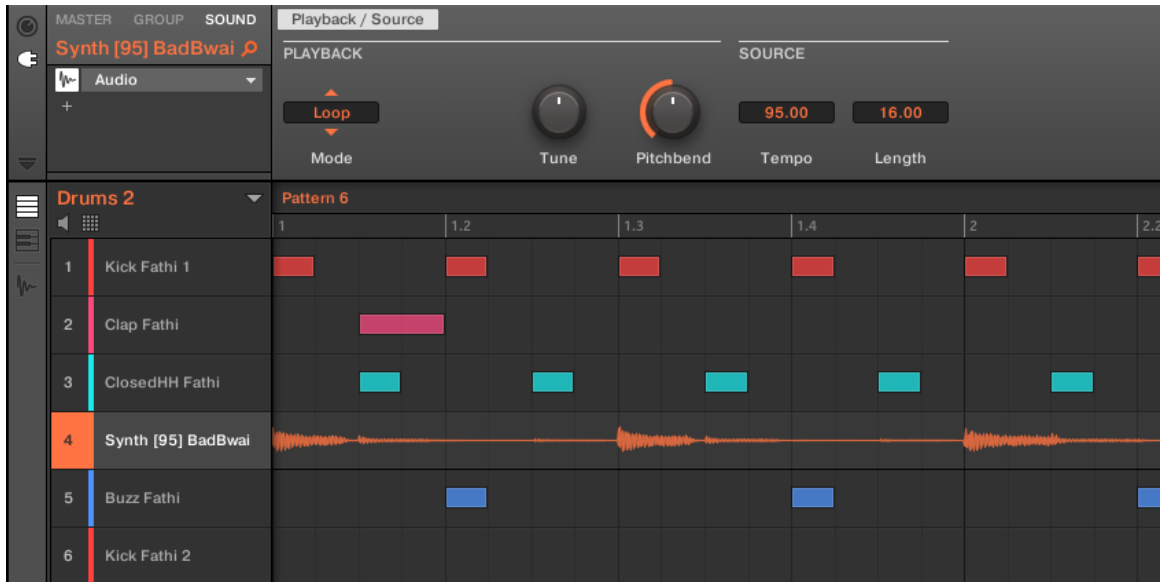 MASTER GROUP SOUND
Synth [95] BadBwai
Audio
+
Playback / Source
PLAYBACK
SOURCE
Loop
95.00
16.00
Mode
Tune
Pitchbend
Tempo
Length
Drums 2
Pattern 6
1 1.2 1.3 1.4 2 2.2
1 Kick Fathi 1
2 Clap Fathi
3 ClosedHH Fathi
4 Synth [95] BadBwai
5 Buzz Fathi
6 Kick Fathi 2